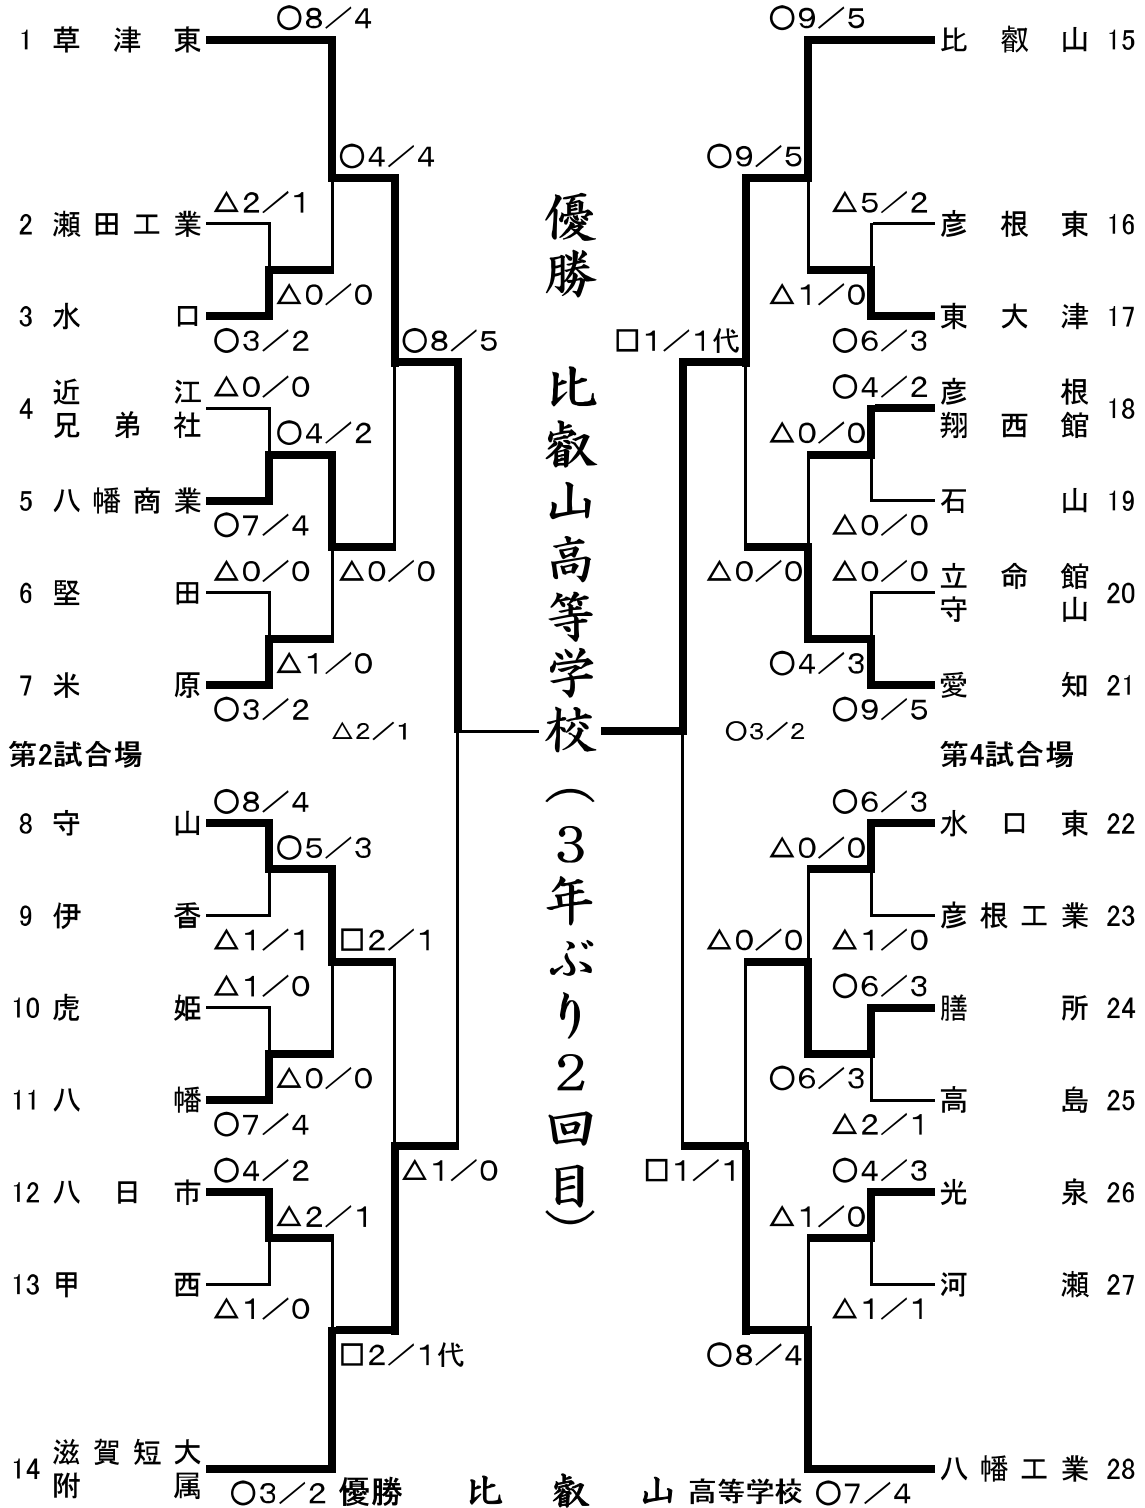 ○8／4
1 草津東
○4／4
△2／1
2 瀬田工業
△0／0
3 水口
○3／2
○8／5
近江
△0／0
4 兄弟社
○4／2
5 八幡商業
○7／4
△0／0
△0／0
6 堅田
△1／0
7 米原
○3／2
△2／1
第2試合場
○8／4
8 守山
○5／3
9 伊香
△1／1
□2／1
△1／0
10 虎姫
△0／0
11 八幡
○7／4
○4／2
△1／0
12 八日市
△2／1
13 甲西
△1／0
□2／1代
滋賀短大
14 附属
○3／2
優勝 比叡山高等学校（3年ぶり2回目）
○9／5
比叡山 15
○9／5
△5／2
彦根東 16
△1／0
東大津 17
○6／3
□1／1代
○4／2
彦根
翔西館 18
△0／0
石山 19
△0／0
△0／0
△0／0
立命館
守山 20
○4／3
愛知 21
○9／5
○3／2
第4試合場
○6／3
水口東 22
△0／0
彦根工業 23
△0／0
△1／0
○6／3
膳所 24
○6／3
高島 25
△2／1
□1／1
○4／3
光泉 26
△1／0
河瀬 27
△1／1
○8／4
八幡工業 28
○7／4
優勝 比叡山高等学校